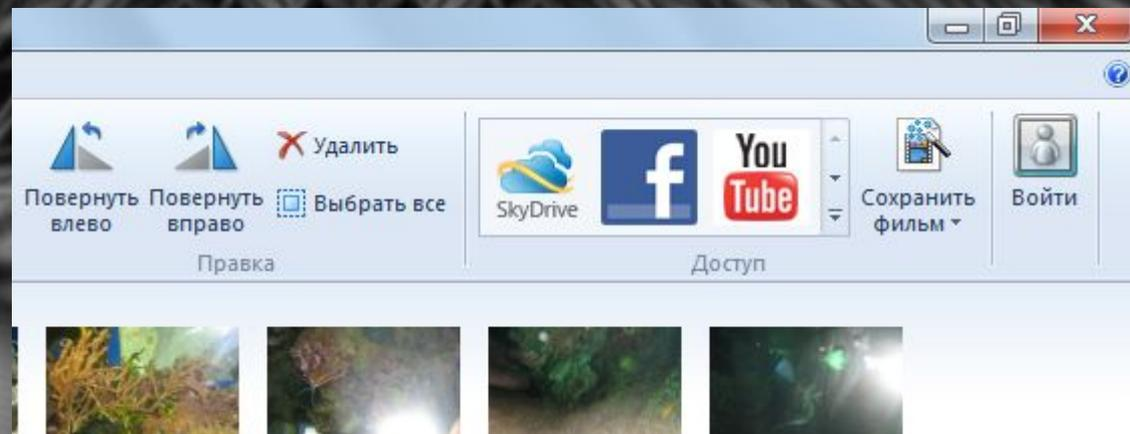 Повернуть
влево
Повернуть
вправо
Удалить
Выбрать все
Правка
SkyDrive
f
You
Tube
Сохранить
фильм
Доступ
Войти
?